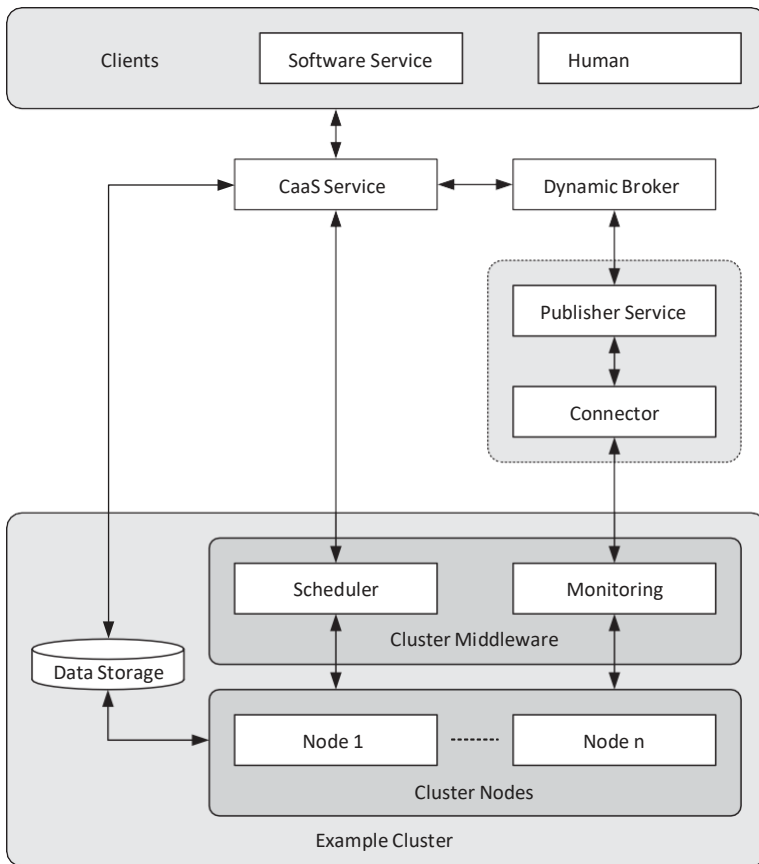 Clients
Software Service
Human
CaaS Service
Dynamic Broker
Publisher Service
Connector
Scheduler
Monitoring
Cluster Middleware
Data Storage
Node 1
Node n
Cluster Nodes
Example Cluster